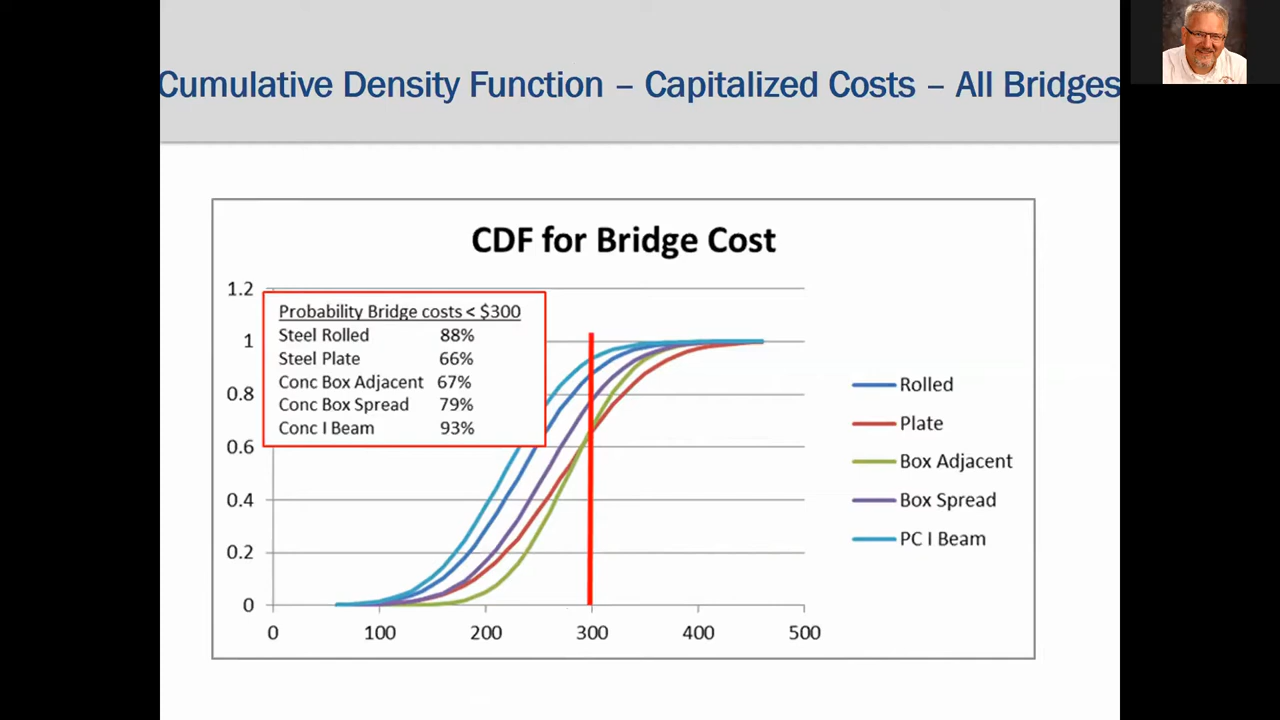 Cumulative Density Function – Capitalized Costs – All Bridges
CDF for Bridge Cost
1.2
1
0.8
0.6
0.4
0.2
0
Probability Bridge costs < $300
Steel Rolled 88%
Steel Plate 66%
Conc Box Adjacent 67%
Conc Box Spread 79%
Conc I Beam 93%
0 100 200 300 400 500
Rolled
Plate
Box Adjacent
Box Spread
PC I Beam